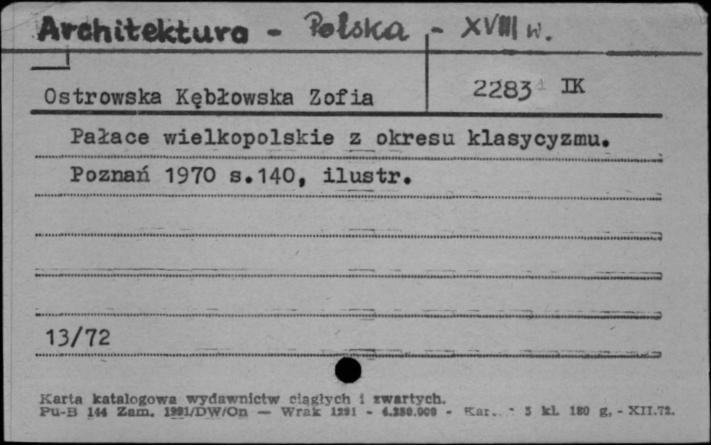 Architektura - Polska - XVIII w.
Ostrowska Kębłowska Zofia
2283 IK
Pałace wielkopolskie z okresu klasycyzmu.
Poznań 1970 s.140, ilustr.
13/72
Karta katalogowa wydawnictw ciągłych i zwartych.
Pu-B 144 Zam. 1991/DW/On — Wrak 1291 - 4.280.000 - Kar. - 5 kl. 180 g. - XII.72.